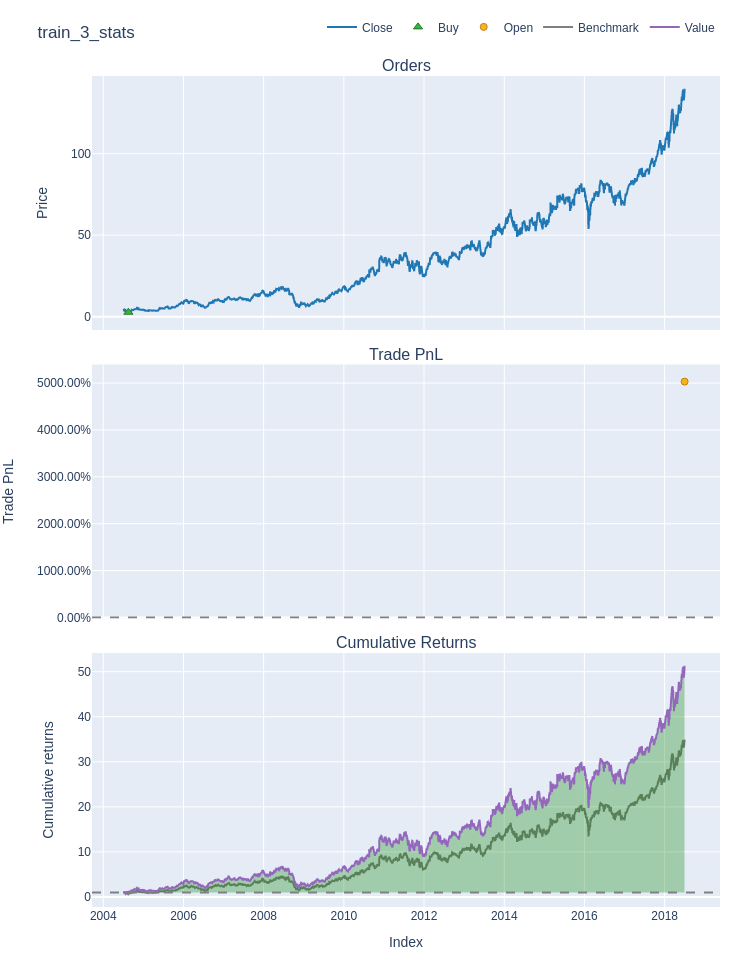 train_3_stats
Close Buy Open Benchmark Value
Orders
100
50
0
Price
Trade PnL
5000.00%
4000.00%
3000.00%
2000.00%
1000.00%
0.00%
Trade PnL
Cumulative Returns
50
40
30
20
10
0
Cumulative returns
2004 2006 2008 2010 2012 2014 2016 2018
Index